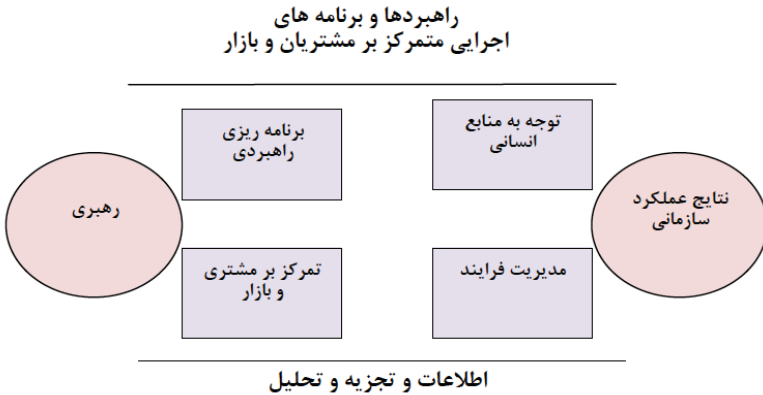 راهبردها و برنامه های
اجرایی متمرکز بر مشتریان و بازار
توجه به منابع
انسانی
برنامه ریزی
راهبردی
نتایج عملکرد
سازمانی
رهبری
مدیریت فرایند
تمرکز بر مشتری
و بازار
اطلاعات و تجزیه و تحلیل